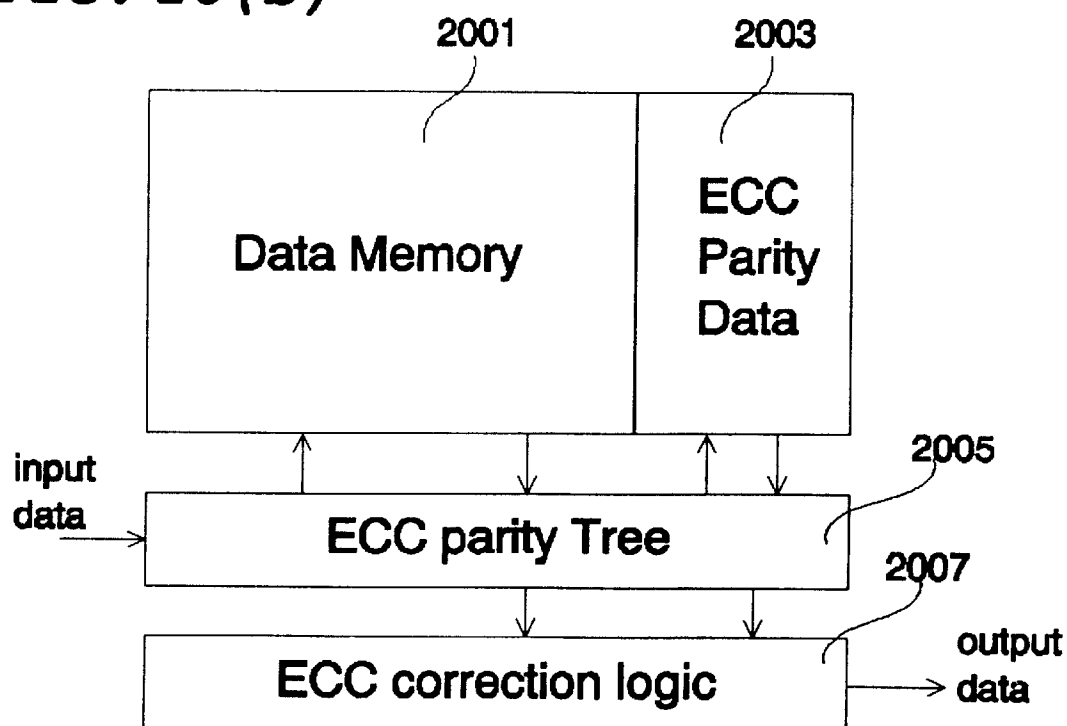 2001 2003
Data Memory
ECC
Parity
Data
input
data
2005
ECC parity Tree
2007
ECC correction logic
output
data